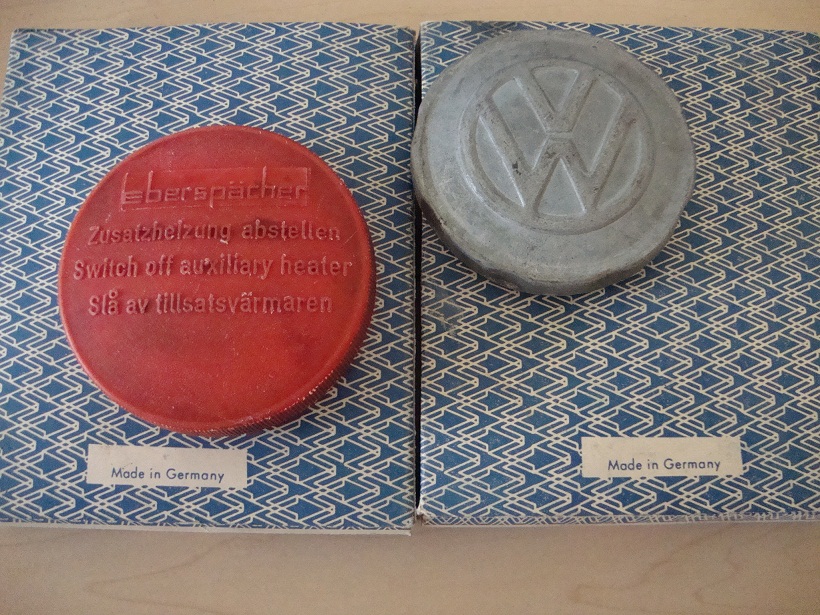 Eberspächer
Zusatzheizung abstellen
Switch off auxiliary heater
Slå av tillsatsvärmaren
Made in Germany
VW
Made in Germany